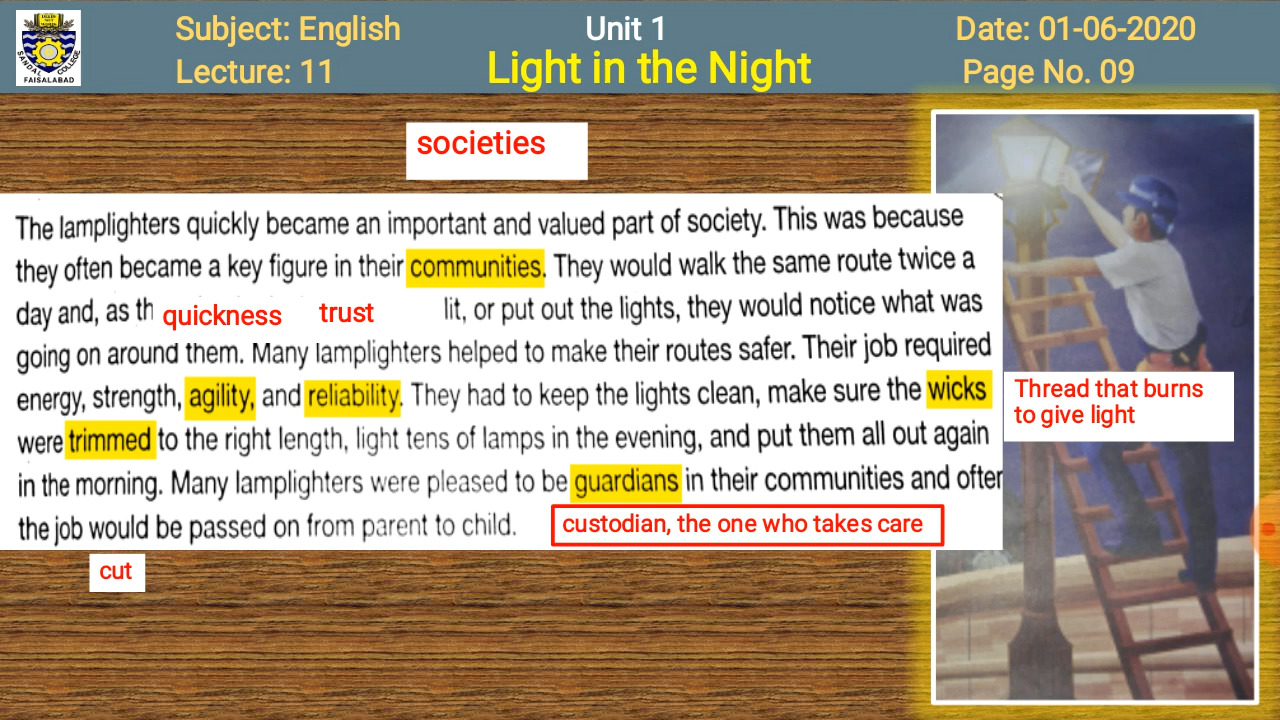 Subject: English
Unit 1
Date: 01-06-2020
Lecture: 11
Light in the Night
Page No. 09
SANDAL COLLEGE
FAISALABAD
societies
The lamplighters quickly became an important and valued part of society. This was because
they often became a key figure in their communities. They would walk the same route twice a
day and, as th quickness trust lit, or put out the lights, they would notice what was
going on around them. Many lamplighters helped to make their routes safer. Their job required
energy, strength, agility, and reliability. They had to keep the lights clean, make sure the wicks
Thread that burns
to give light
were trimmed to the right length, light tens of lamps in the evening, and put them all out again
in the morning. Many lamplighters were pleased to be guardians in their communities and often
the job would be passed on from parent to child.
custodian, the one who takes care
cut